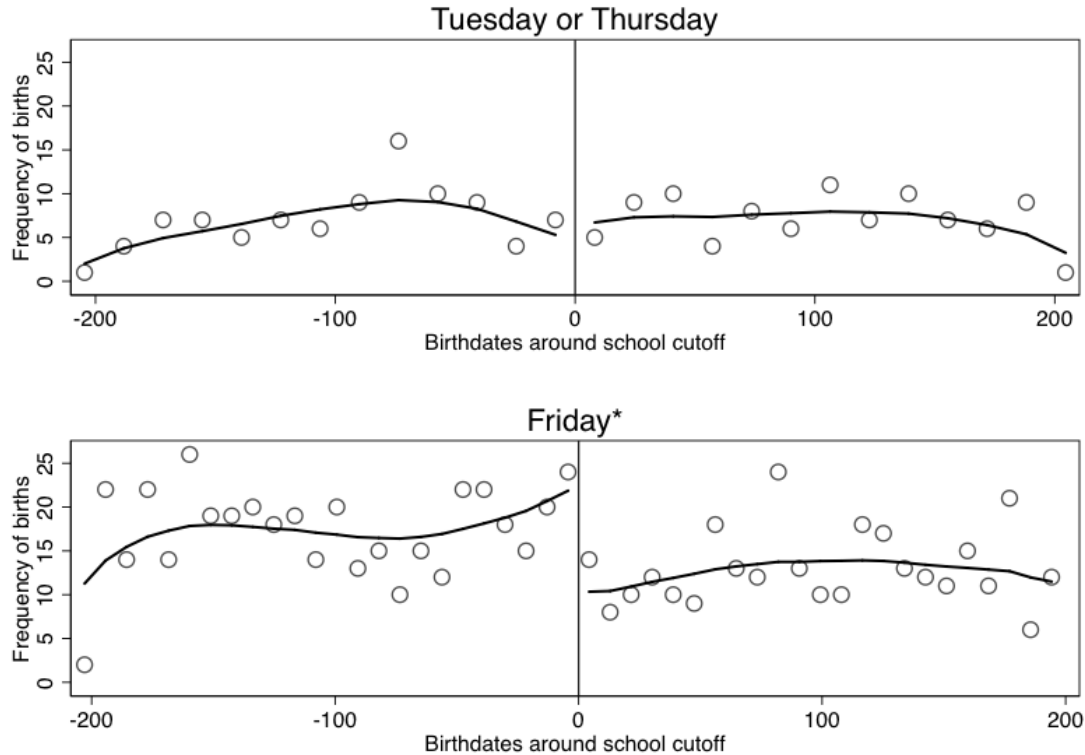 Tuesday or Thursday
Frequency of births
25
20
15
10
5
0
-200 -100 0 100 200
Birthdates around school cutoff
Friday*
Frequency of births
25
20
15
10
5
0
-200 -100 0 100 200
Birthdates around school cutoff